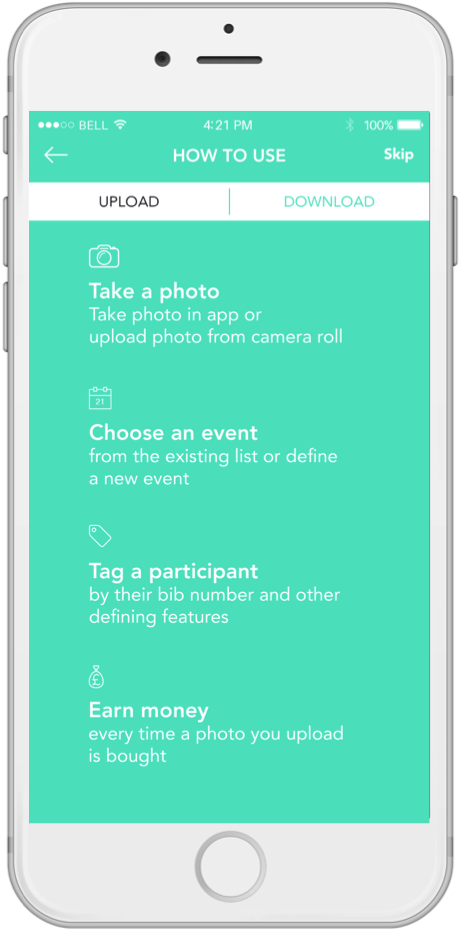 BELL 4:21 PM 100%
HOW TO USE Skip
UPLOAD DOWNLOAD
Take a photo
Take photo in app or
upload photo from camera roll
21
Choose an event
from the existing list or define
a new event
Tag a participant
by their bib number and other
defining features
£
Earn money
every time a photo you upload
is bought